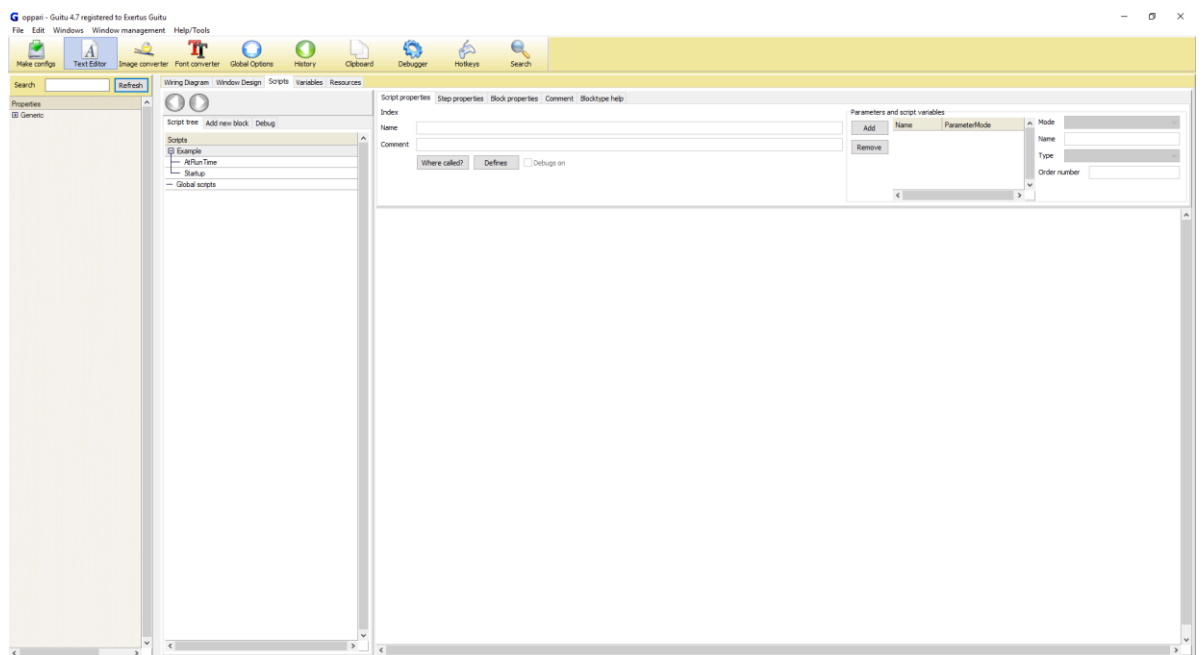 oppari - Guitu 4.7 registered to Exertus Guitu
File Edit Windows Window management Help/Tools
Make configs Text Editor Image converter Font converter Global Options History Clipboard Debugger Hotkeys Search
Search Refresh
Properties
Generic
Wiring Diagram Window Design Scripts Variables Resources
Script tree Add new block Debug
Scripts
Example
AtRunTime
Startup
Global scripts
Script properties Step properties Block properties Comment Blocktype help
Index
Name
Comment
Where called? Defines Debugs on
Parameters and script variables
Add Name ParameterMode
Remove
Mode
Name
Type
Order number